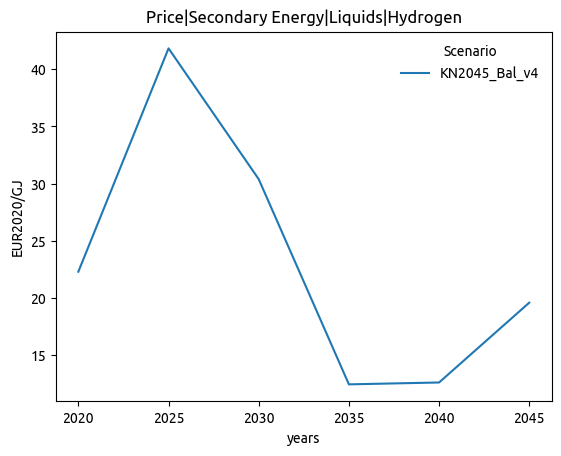 Price|Secondary Energy|Liquids|Hydrogen
Scenario
KN2045_Bal_v4
EUR2020/GJ
40
35
30
25
20
15
2020 2025 2030 2035 2040 2045
years